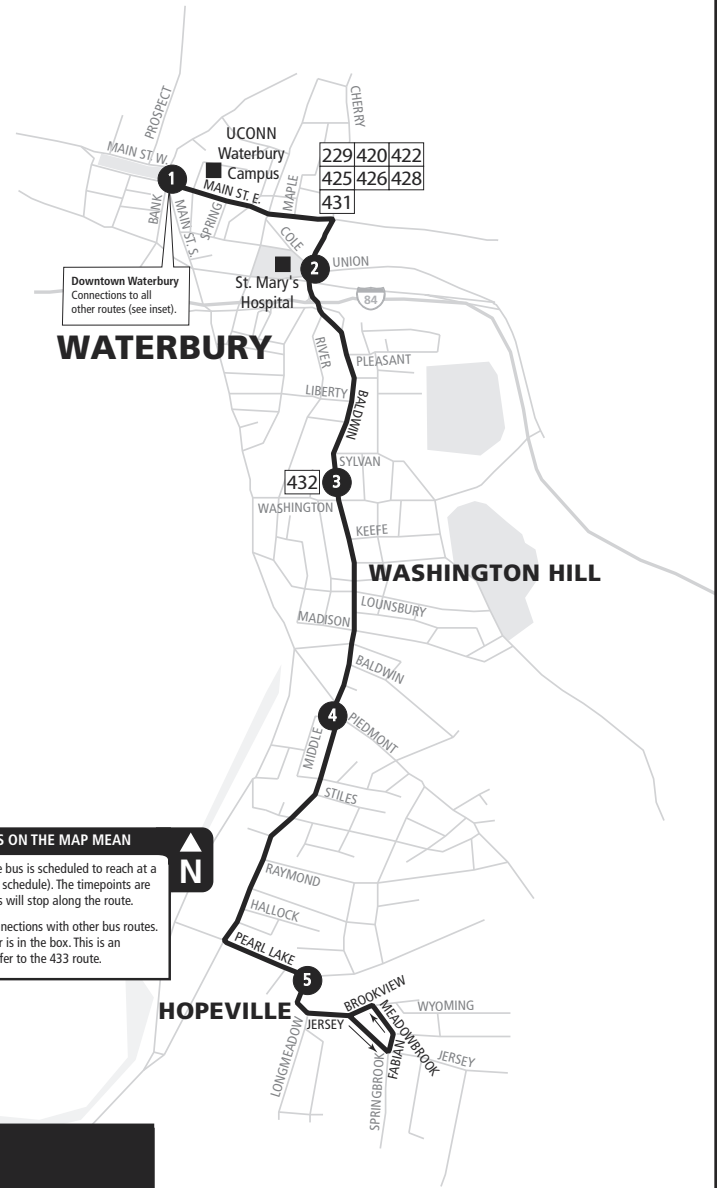 PROSPECT
CHERRY
UCONN
Waterbury
Campus
MAIN ST. W.
229 420 422
425 426 428
431
1
MAIN ST. E.
MAPLE
BANK
MAIN ST. S.
SPRING
COLE
2
UNION
St. Mary's
Hospital
Downtown Waterbury
Connections to all
other routes (see inset).
84
WATERBURY
RIVER
PLEASANT
LIBERTY
BALDWIN
SYLVAN
432
3
WASHINGTON
KEEFE
WASHINGTON HILL
LOUNSBURY
MADISON
BALDWIN
4
PIEDMONT
MIDDLE
STILES
S ON THE MAP MEAN
N
e bus is scheduled to reach at a
schedule). The timepoints are
s will stop along the route.
nections with other bus routes.
r is in the box. This is an
fer to the 433 route.
RAYMOND
HALLOCK
PEARL LAKE
5
HOPEVILLE
BROOKVIEW
WYOMING
MEADOWBROOK
JERSEY
FABIAN
JERSEY
LONGMEADOW
SPRINGBROOK